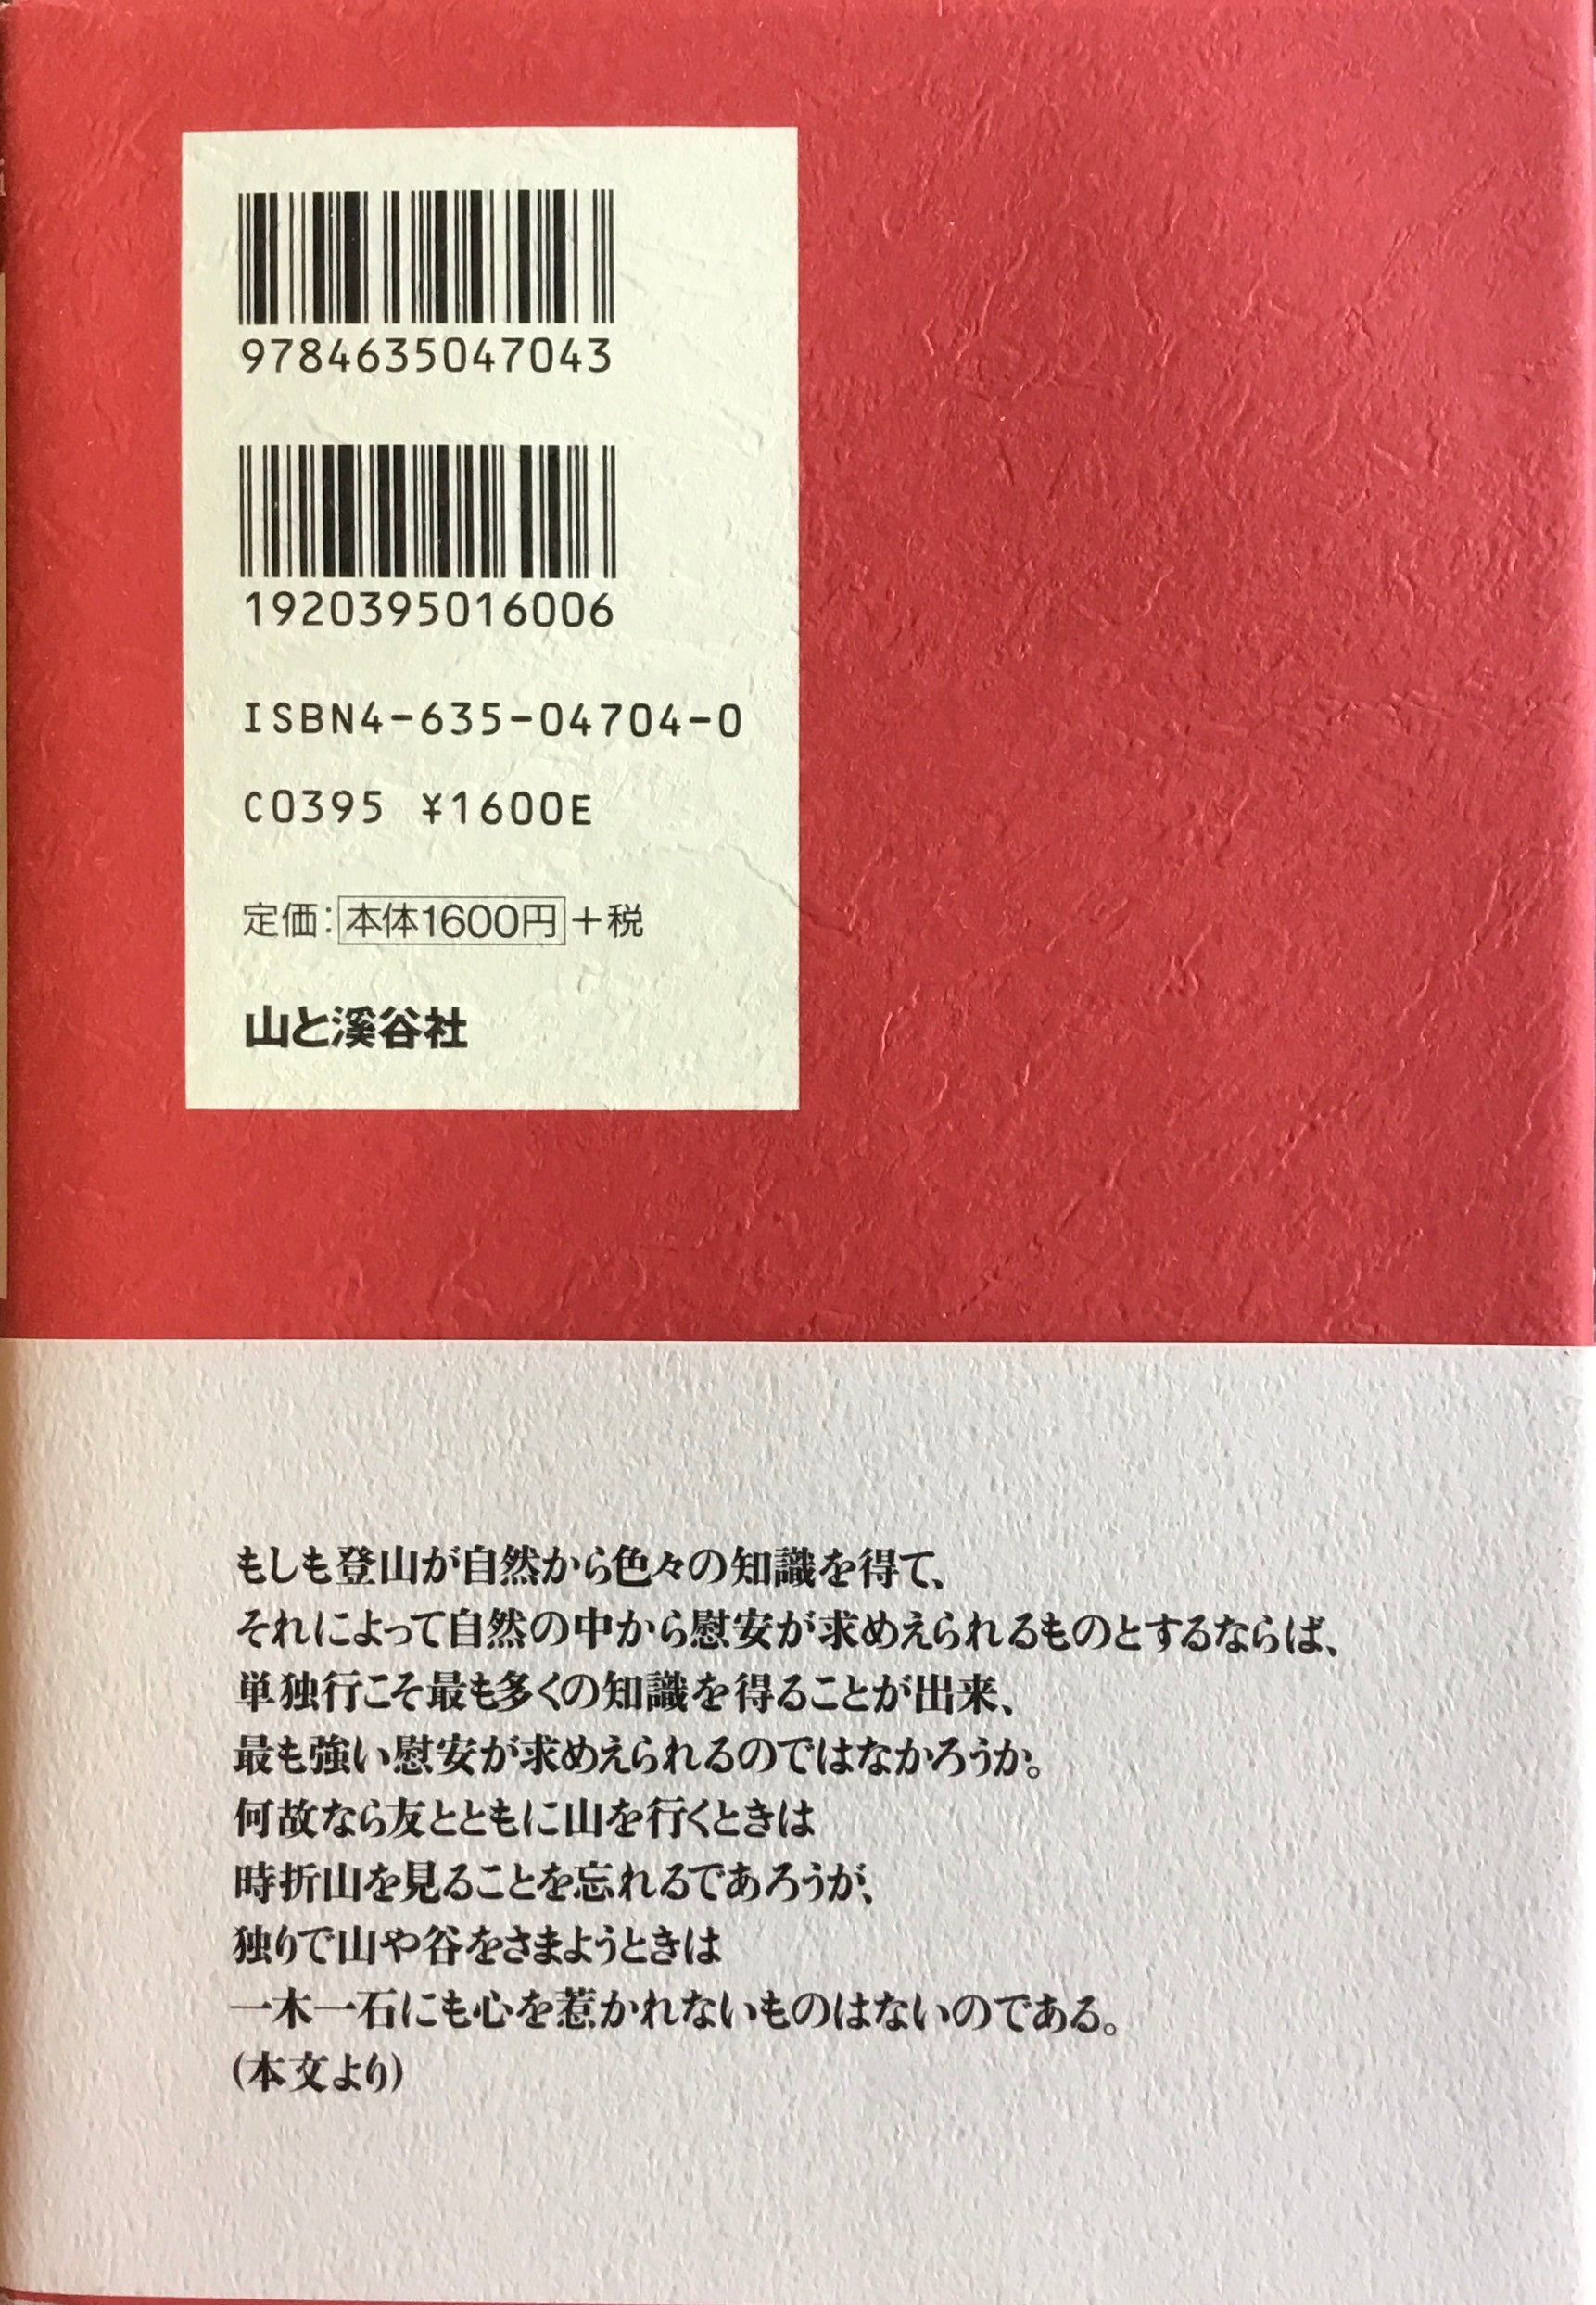 9784635047043
1920395016006
ISBN4-635-04704-0
C0395 ¥1600E
定価:本体1600円+税
山と溪谷社
もしも登山が自然から色々の知識を得て、
それによって自然の中から慰安が求めえられるものとするならば、
単独行こそ最も多くの知識を得ることが出来、
最も強い慰安が求めえられるのではなかろうか。
何故なら友とともに山を行くときは
時折山を見ることを忘れるであろうが、
独りで山や谷をさまようときは
一木一石にも心を惹かれないものはないのである。
(本文より)